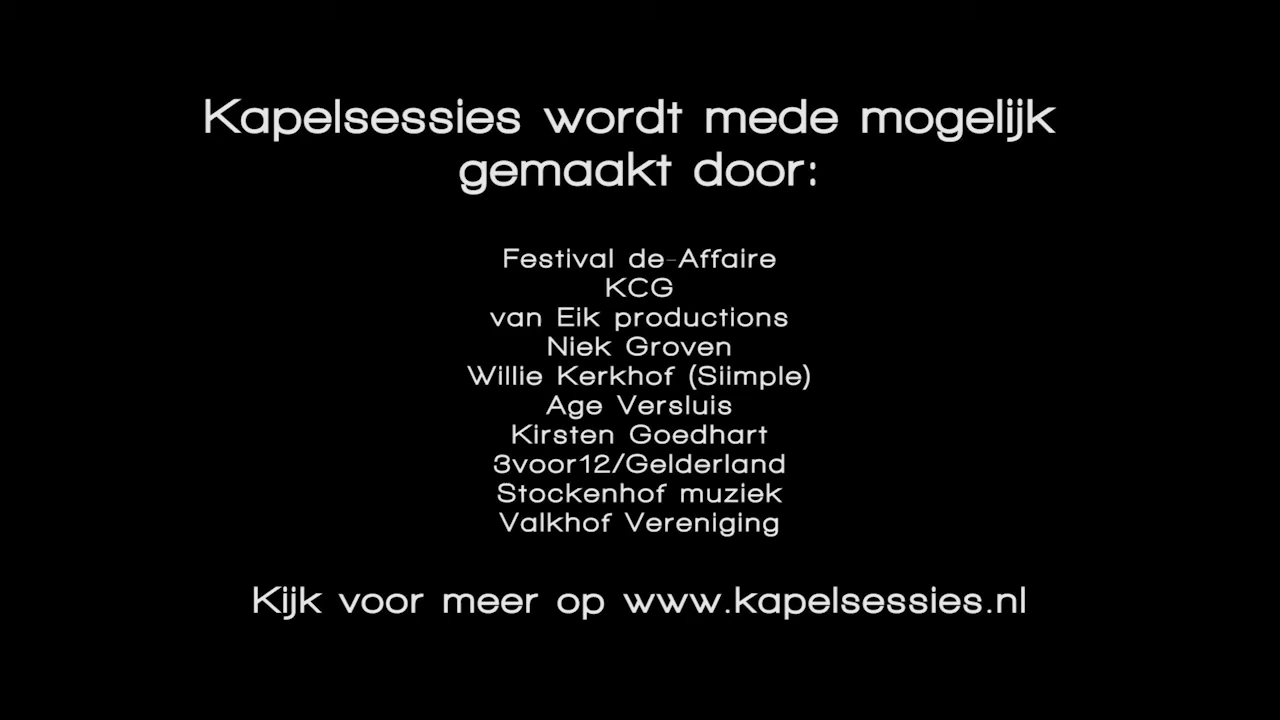 Kapelsessies wordt mede mogelijk
gemaakt door:
Festival de-Affaire
KCG
van Eik productions
Niek Groven
Willie Kerkhof (Siimple)
Age Versluis
Kirsten Goedhart
3voor12/Gelderland
Stockenhof muziek
Valkhof Vereniging
Kijk voor meer op www.kapelsessies.nl